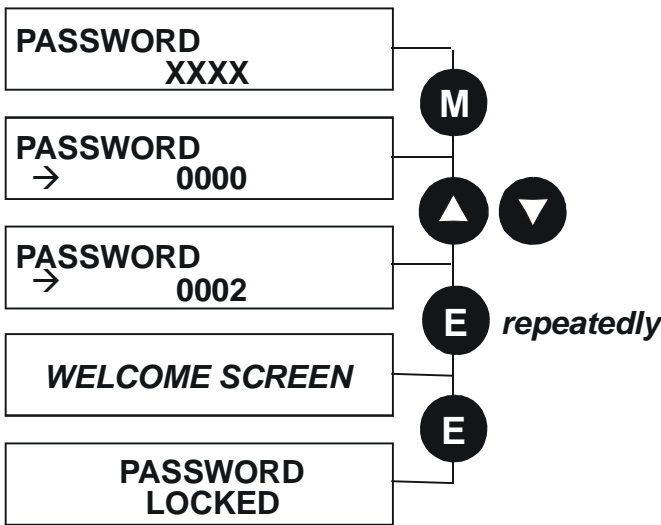 PASSWORD
XXXX
M
PASSWORD
→ 0000
PASSWORD
→ 0002
E repeatedly
WELCOME SCREEN
E
PASSWORD
LOCKED